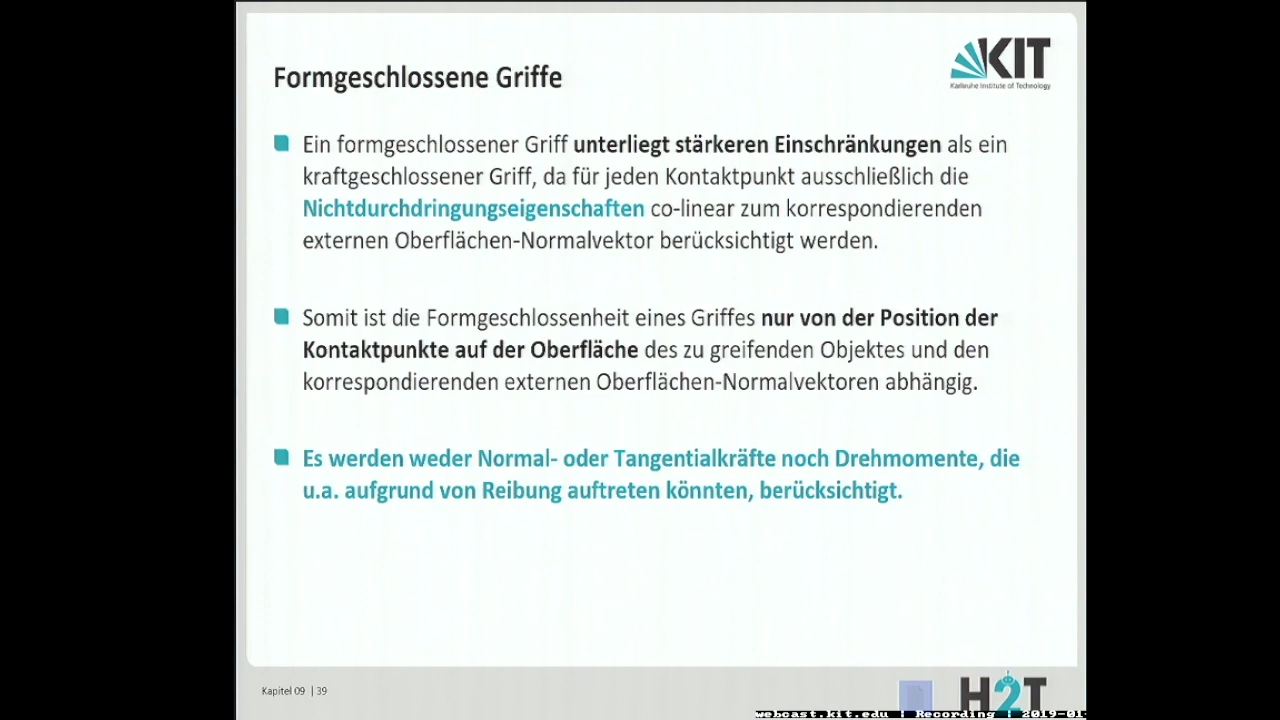 Formgeschlossene Griffe
KIT
Karlsruhe Institute of Technology
Ein formgeschlossener Griff unterliegt stärkeren Einschränkungen als ein
kraftgeschlossener Griff, da für jeden Kontaktpunkt ausschließlich die
Nichtdurchdringungseigenschaften co-linear zum korrespondierenden
externen Oberflächen-Normalvektor berücksichtigt werden.
Somit ist die Formgeschlossenheit eines Griffes nur von der Position der
Kontaktpunkte auf der Oberfläche des zu greifenden Objektes und den
korrespondierenden externen Oberflächen-Normalvektoren abhängig.
Es werden weder Normal- oder Tangentialkräfte noch Drehmomente, die
u.a. aufgrund von Reibung auftreten könnten, berücksichtigt.
Kapitel 09 | 39
H2T
webcast.kit.edu | Recording | 2019-01-